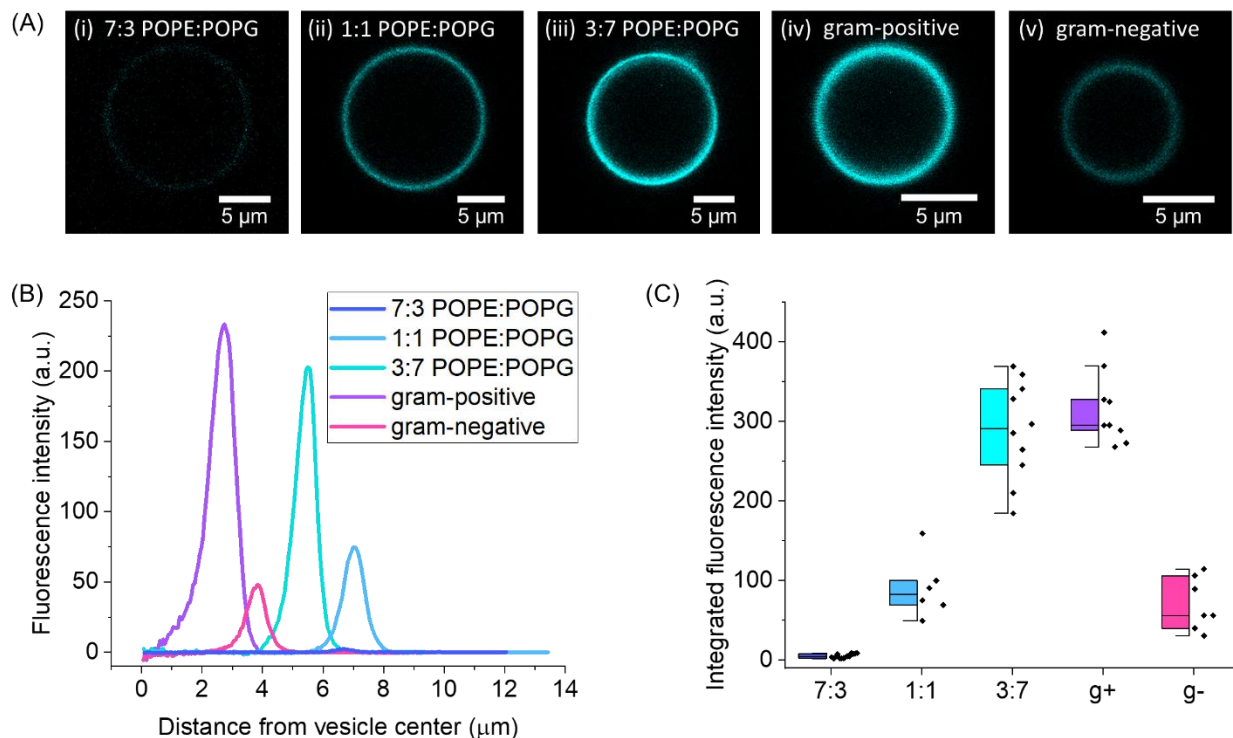 (A)
(i) 7:3 POPE:POPG
(ii) 1:1 POPE:POPG
(iii) 3:7 POPE:POPG
(iv) gram-positive
(v) gram-negative
5 μm
5 μm
5 μm
5 μm
5 μm
(B)
Fluorescence intensity (a.u.)
250
200
150
100
50
0
7:3 POPE:POPG
1:1 POPE:POPG
3:7 POPE:POPG
gram-positive
gram-negative
0 2 4 6 8 10 12 14
Distance from vesicle center (μm)
(C)
Integrated fluorescence intensity (a.u.)
400
300
200
100
0
7:3 1:1 3:7 g+ g-